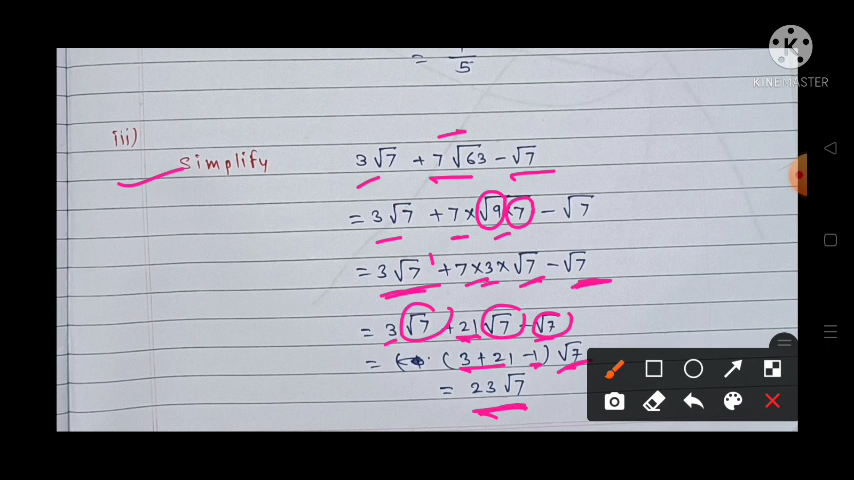 = 1/5
KINEMASTER
iii)
Simplify 3√7 + 7√63 - √7
= 3√7 + 7×√9×7 - √7
= 3√7 + 7×3×√7 - √7
= 3√7 + 21√7 - √7
= (3+21-1) √7
= 23√7